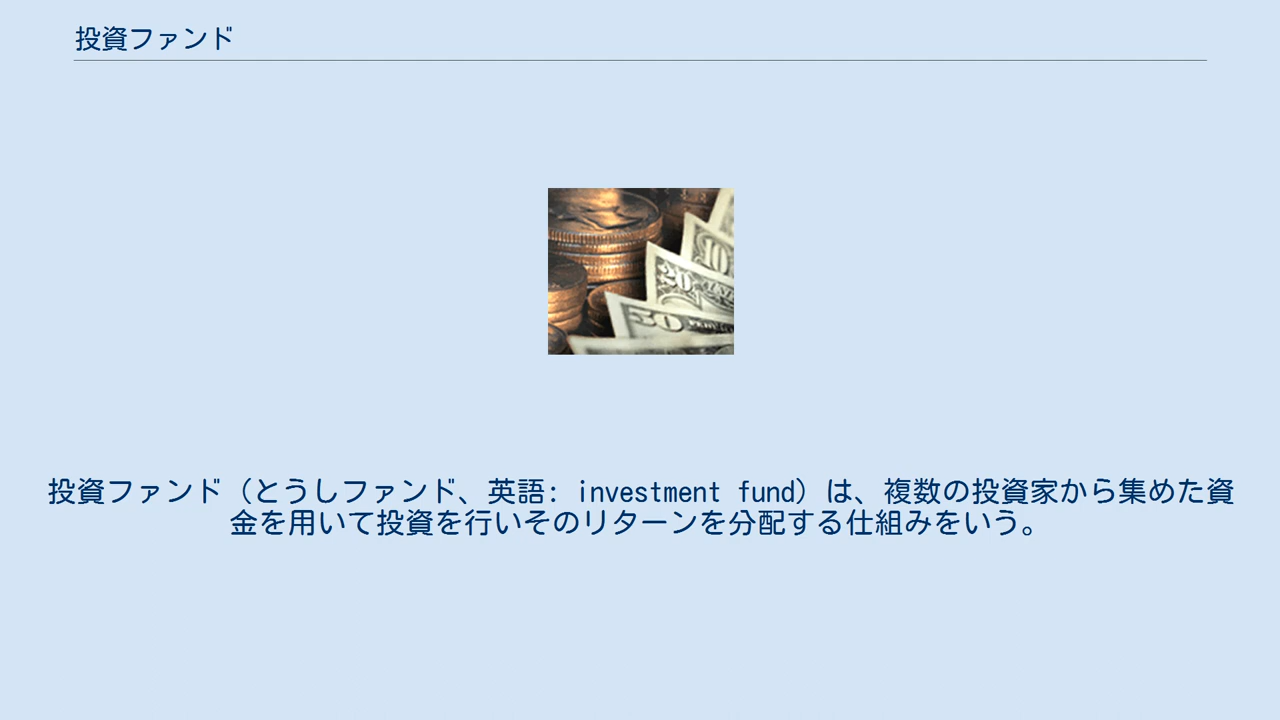 投資ファンド
10
20
50
投資ファンド（とうしファンド、英語: investment fund）は、複数の投資家から集めた資
金を用いて投資を行いそのリターンを分配する仕組みをいう。